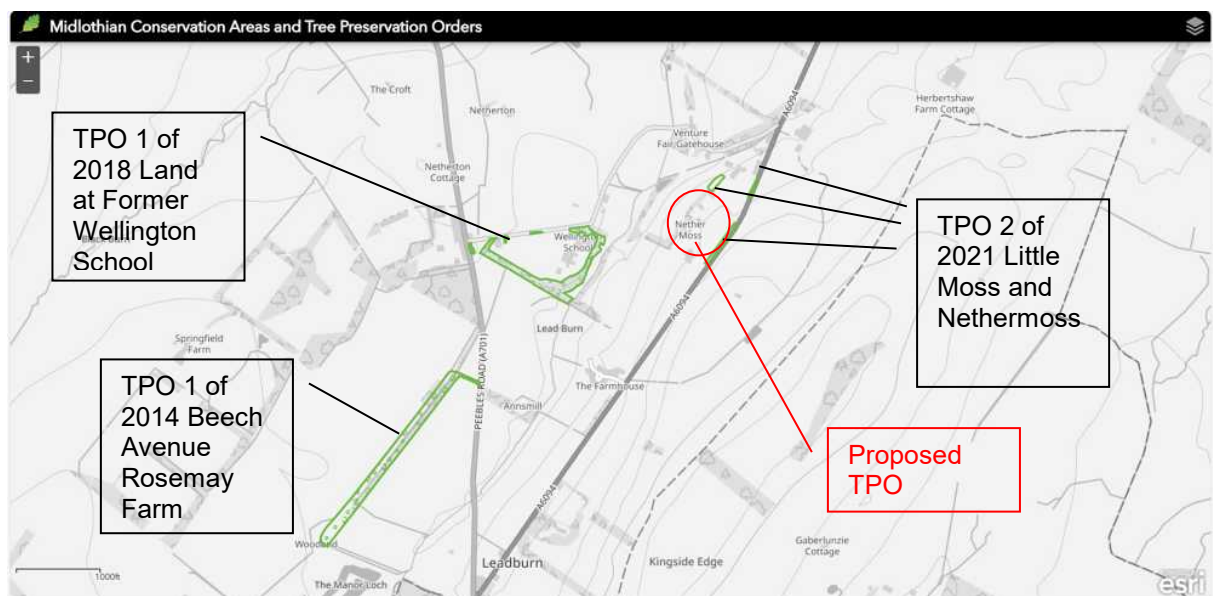 Midlothian Conservation Areas and Tree Preservation Orders
+
−
The Croft
Netherton
Herbertshaw
Farm Cottage
A6094
Venture
Fair Gatehouse
Netherton
Cottage
TPO 1 of
2018 Land
at Former
Wellington
School
Nether
Moss
Wellington
School
TPO 2 of
2021 Little
Moss and
Nethermoss
A6094
Lead Burn
Springfield
Farm
PEEBLES ROAD (A701)
The Farmhouse
TPO 1 of
2014 Beech
Avenue
Rosemay
Farm
Annsmill
Proposed
TPO
A6094
Woodland
Leadburn
Kingside Edge
Gaberlunzie
Cottage
1000ft
The Manor Loch
esri